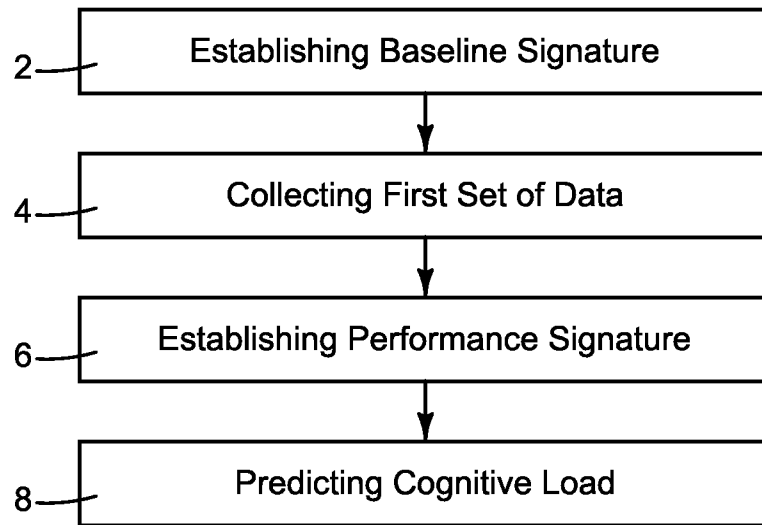 2 Establishing Baseline Signature
4 Collecting First Set of Data
6 Establishing Performance Signature
8 Predicting Cognitive Load